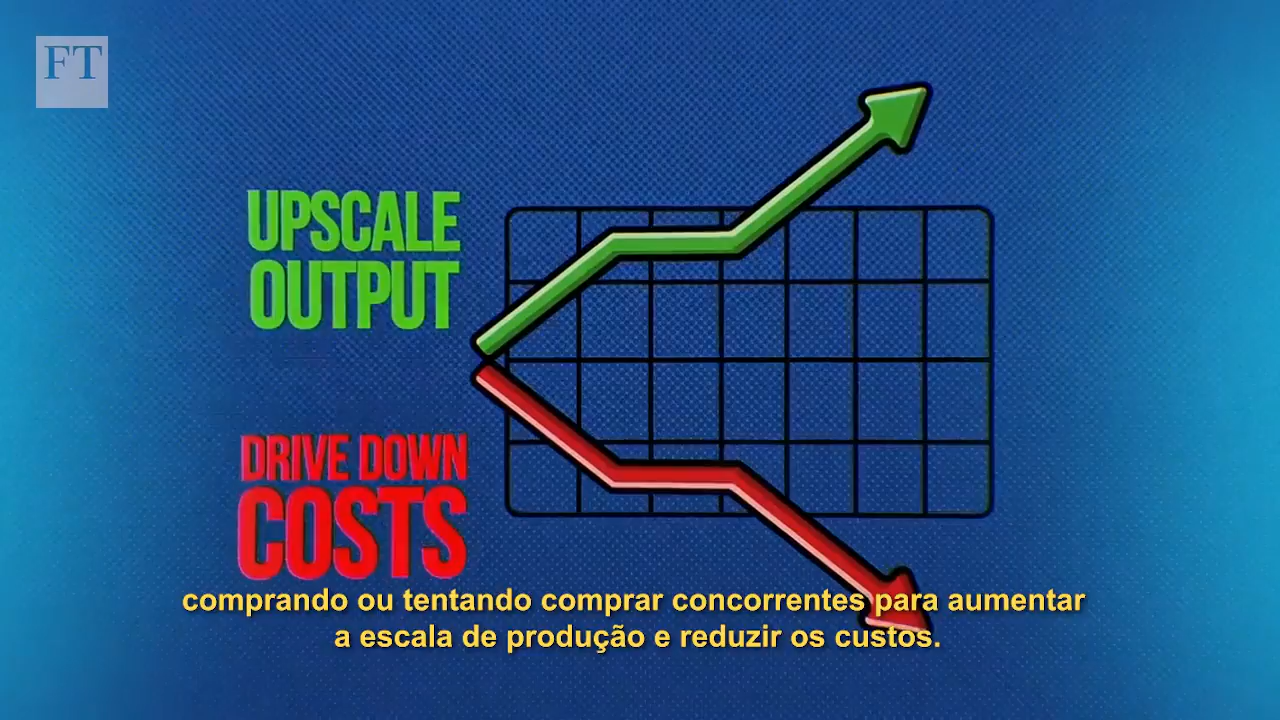 FT
UPSCALE
OUTPUT
DRIVE DOWN
COSTS
comprando ou tentando comprar concorrentes para aumentar
a escala de produção e reduzir os custos.